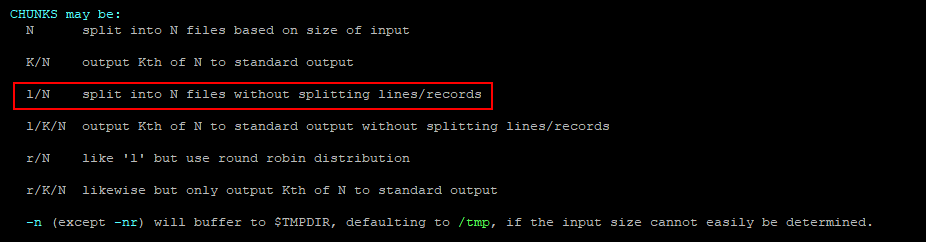 CHUNKS may be:
N split into N files based on size of input
K/N output Kth of N to standard output
l/N split into N files without splitting lines/records
l/K/N output Kth of N to standard output without splitting lines/records
r/N like 'l' but use round robin distribution
r/K/N likewise but only output Kth of N to standard output
-n (except -nr) will buffer to $TMPDIR, defaulting to /tmp, if the input size cannot easily be determined.